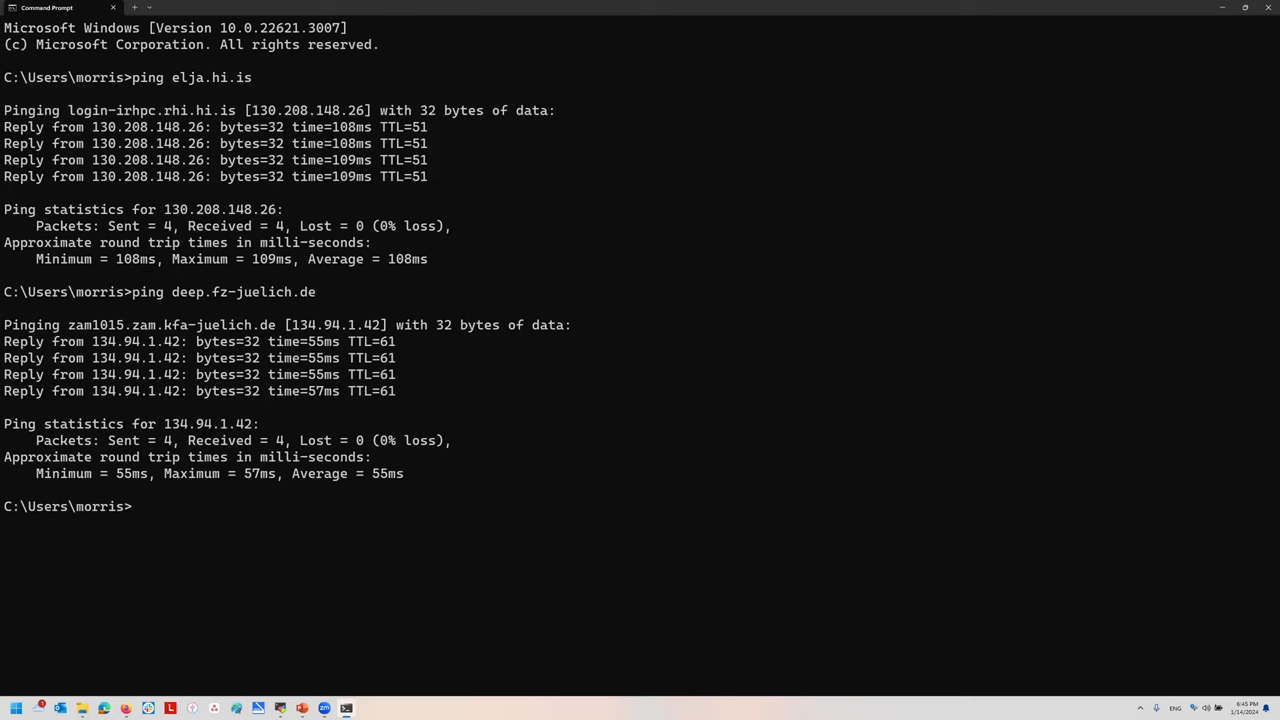 Command Prompt
Microsoft Windows [Version 10.0.22621.3007]
(c) Microsoft Corporation. All rights reserved.
C:\Users\morris>ping elja.hi.is
Pinging login-irhpc.rhi.hi.is [130.208.148.26] with 32 bytes of data:
Reply from 130.208.148.26: bytes=32 time=108ms TTL=51
Reply from 130.208.148.26: bytes=32 time=108ms TTL=51
Reply from 130.208.148.26: bytes=32 time=109ms TTL=51
Reply from 130.208.148.26: bytes=32 time=109ms TTL=51
Ping statistics for 130.208.148.26:
Packets: Sent = 4, Received = 4, Lost = 0 (0% loss),
Approximate round trip times in milli-seconds:
Minimum = 108ms, Maximum = 109ms, Average = 108ms
C:\Users\morris>ping deep.fz-juelich.de
Pinging zam1015.zam.kfa-juelich.de [134.94.1.42] with 32 bytes of data:
Reply from 134.94.1.42: bytes=32 time=55ms TTL=61
Reply from 134.94.1.42: bytes=32 time=55ms TTL=61
Reply from 134.94.1.42: bytes=32 time=55ms TTL=61
Reply from 134.94.1.42: bytes=32 time=57ms TTL=61
Ping statistics for 134.94.1.42:
Packets: Sent = 4, Received = 4, Lost = 0 (0% loss),
Approximate round trip times in milli-seconds:
Minimum = 55ms, Maximum = 57ms, Average = 55ms
C:\Users\morris>
L
zm
ENG
6:45 PM
1/14/2024